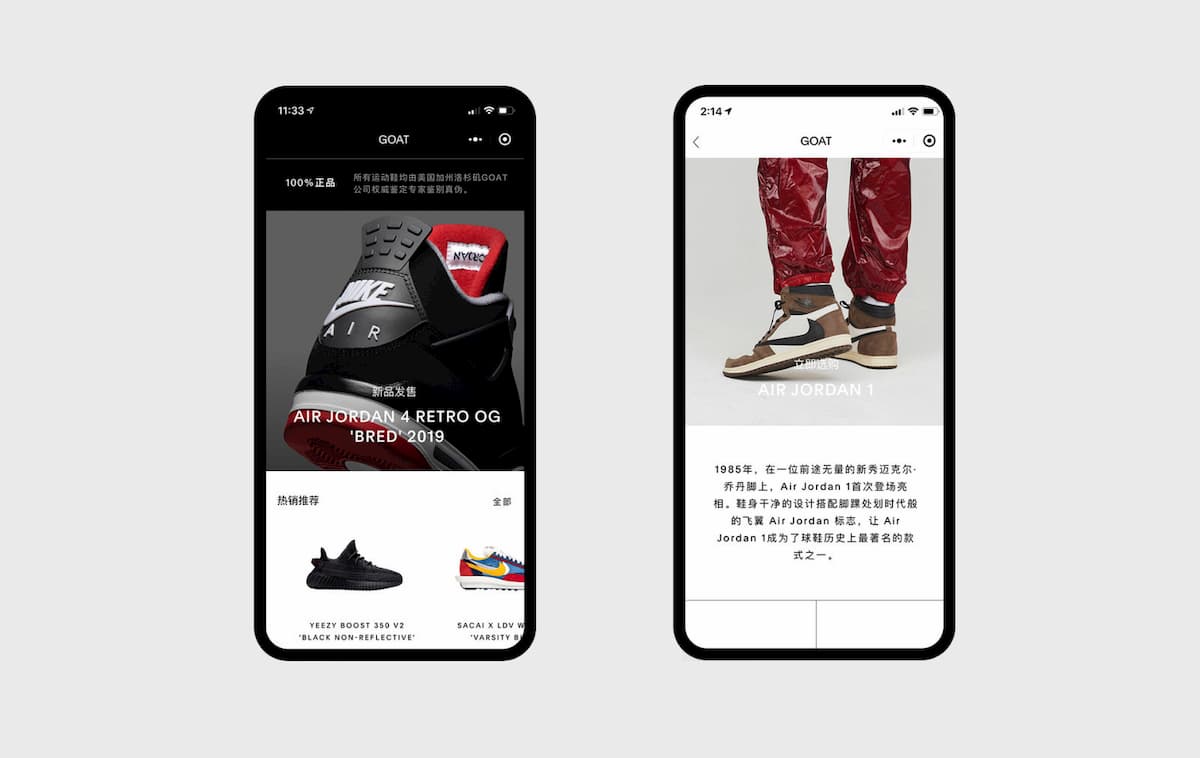 11:33
GOAT
100%正品
所有运动鞋均由美国加州洛杉矶GOAT
公司权威鉴定专家鉴别真伪。
JORDAN
NIKE
AIR
新品发售
AIR JORDAN 4 RETRO OG
'BRED' 2019
热销推荐
全部
YEEZY BOOST 350 V2
'BLACK NON-REFLECTIVE'
SACAI X LDV W
'VARSITY B
2:14
GOAT
立即选购
AIR JORDAN 1
1985年，在一位前途无量的新秀迈克尔·
乔丹脚上，Air Jordan 1首次登场亮
相。鞋身干净的设计搭配脚踝处划时代般
的飞翼 Air Jordan 标志，让 Air
Jordan 1成为了球鞋历史上最著名的款
式之一。